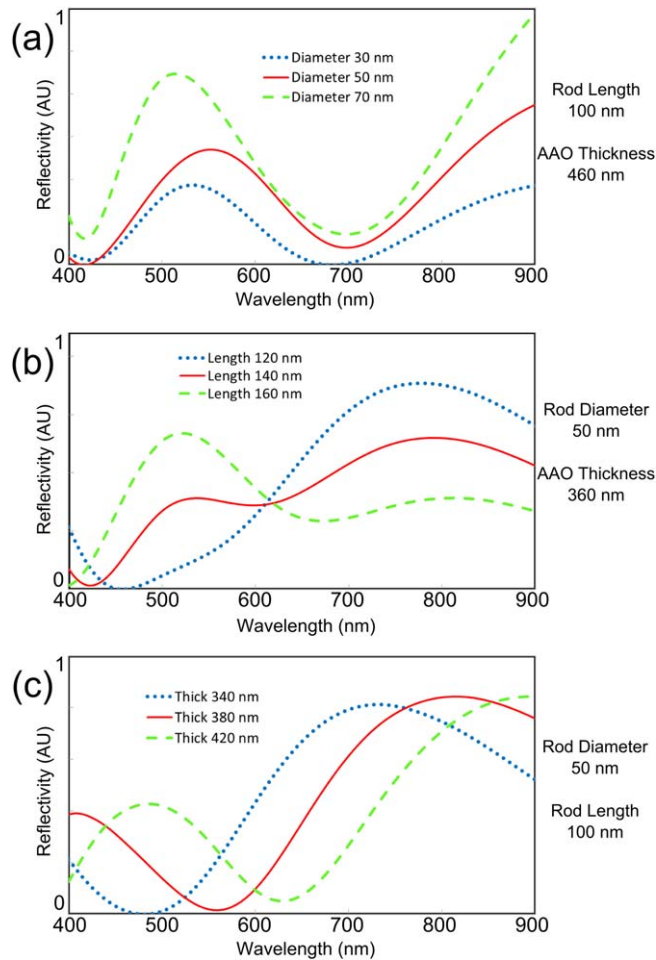 (a)
1
Reflectivity (AU)
0
Diameter 30 nm
Diameter 50 nm
Diameter 70 nm
Rod Length
100 nm
AAO Thickness
460 nm
400 500 600 700 800 900
Wavelength (nm)
(b)
1
Reflectivity (AU)
0
Length 120 nm
Length 140 nm
Length 160 nm
Rod Diameter
50 nm
AAO Thickness
360 nm
400 500 600 700 800 900
Wavelength (nm)
(c)
1
Reflectivity (AU)
0
Thick 340 nm
Thick 380 nm
Thick 420 nm
Rod Diameter
50 nm
Rod Length
100 nm
400 500 600 700 800 900
Wavelength (nm)